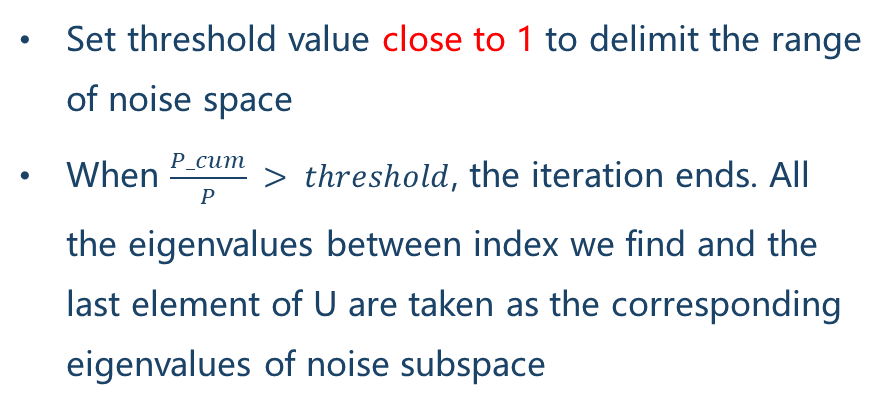 • Set threshold value close to 1 to delimit the range
of noise space
• When P_cum/P > threshold, the iteration ends. All
the eigenvalues between index we find and the
last element of U are taken as the corresponding
eigenvalues of noise subspace